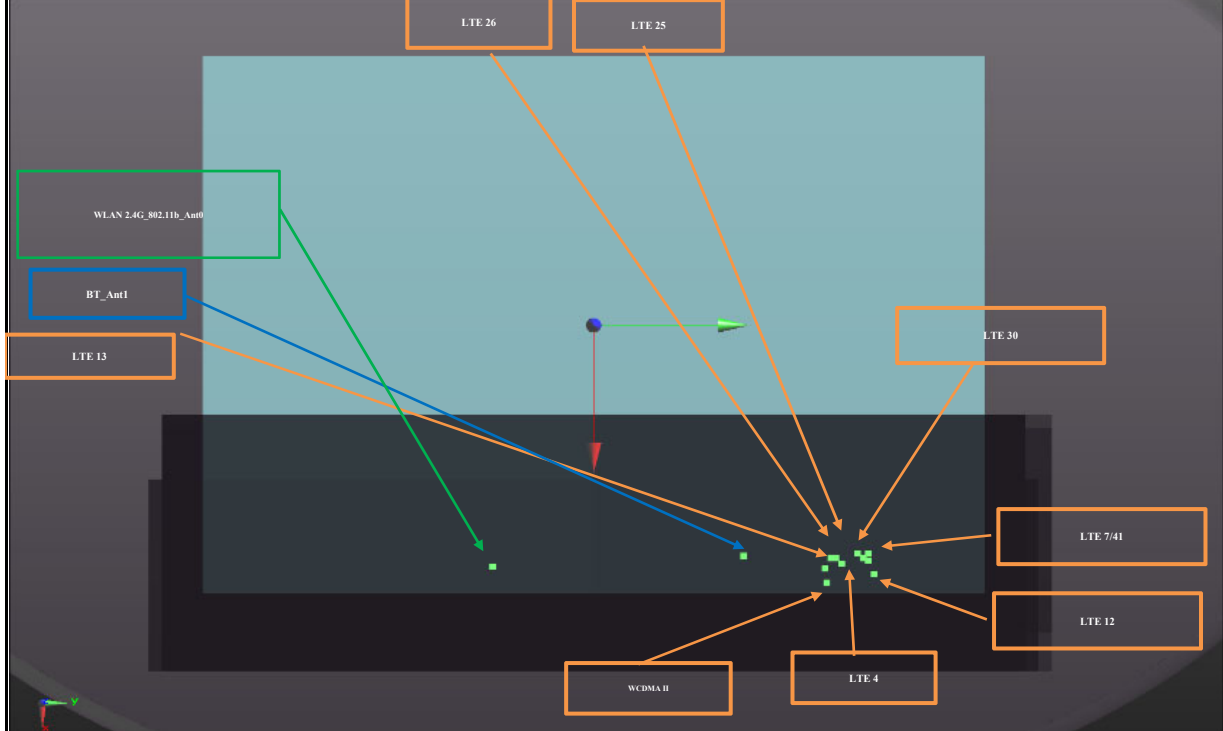 LTE 26
LTE 25
WLAN 2.4G_802.11b_Ant0
BT_Ant1
LTE 13
LTE 30
LTE 7/41
LTE 12
LTE 4
WCDMA II
Y